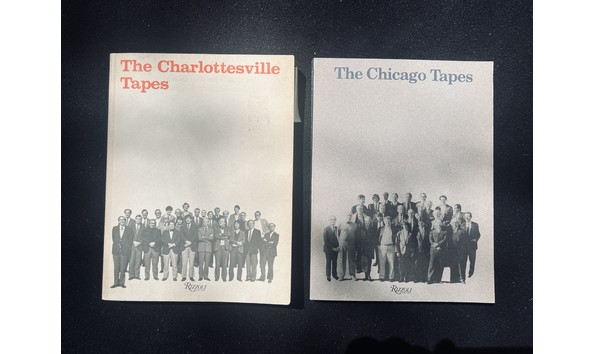 The Charlottesville
Tapes
RIZZOLI
The Chicago Tapes
RIZZOLI